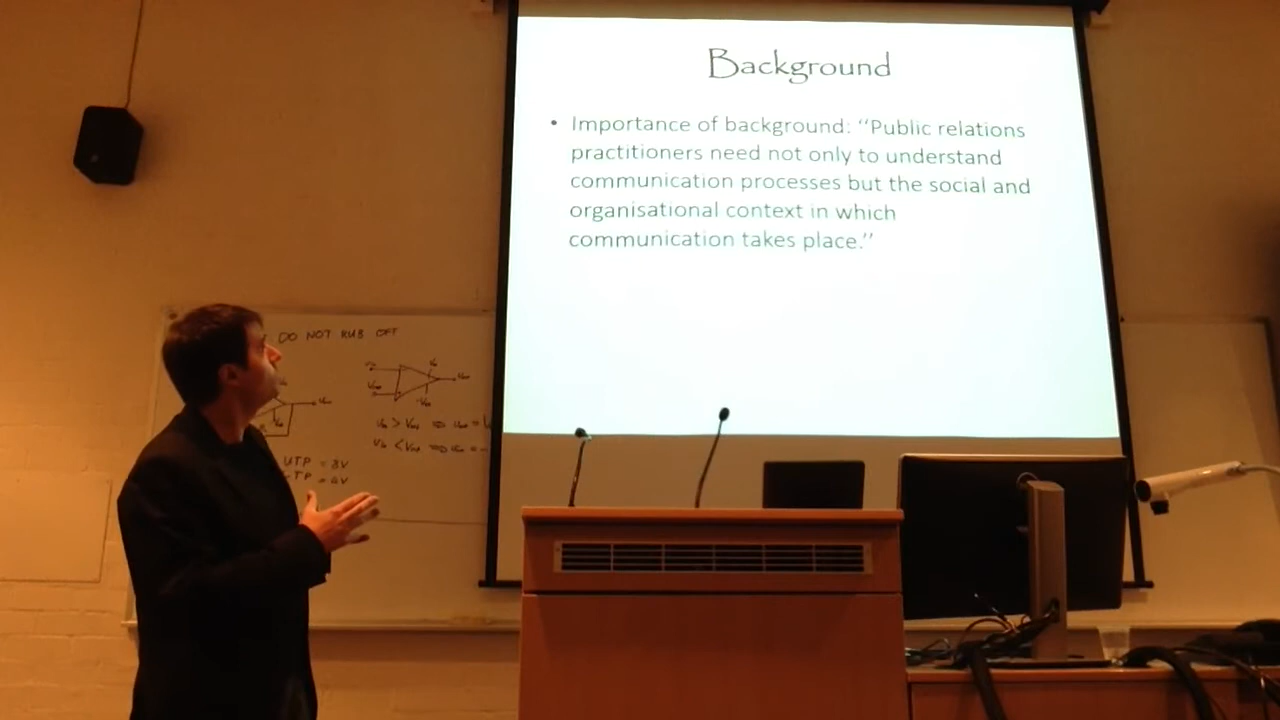 Background
• Importance of background: “Public relations
practitioners need not only to understand
communication processes but the social and
organisational context in which
communication takes place.”
DO NOT RUB OFF
UTP = 8V